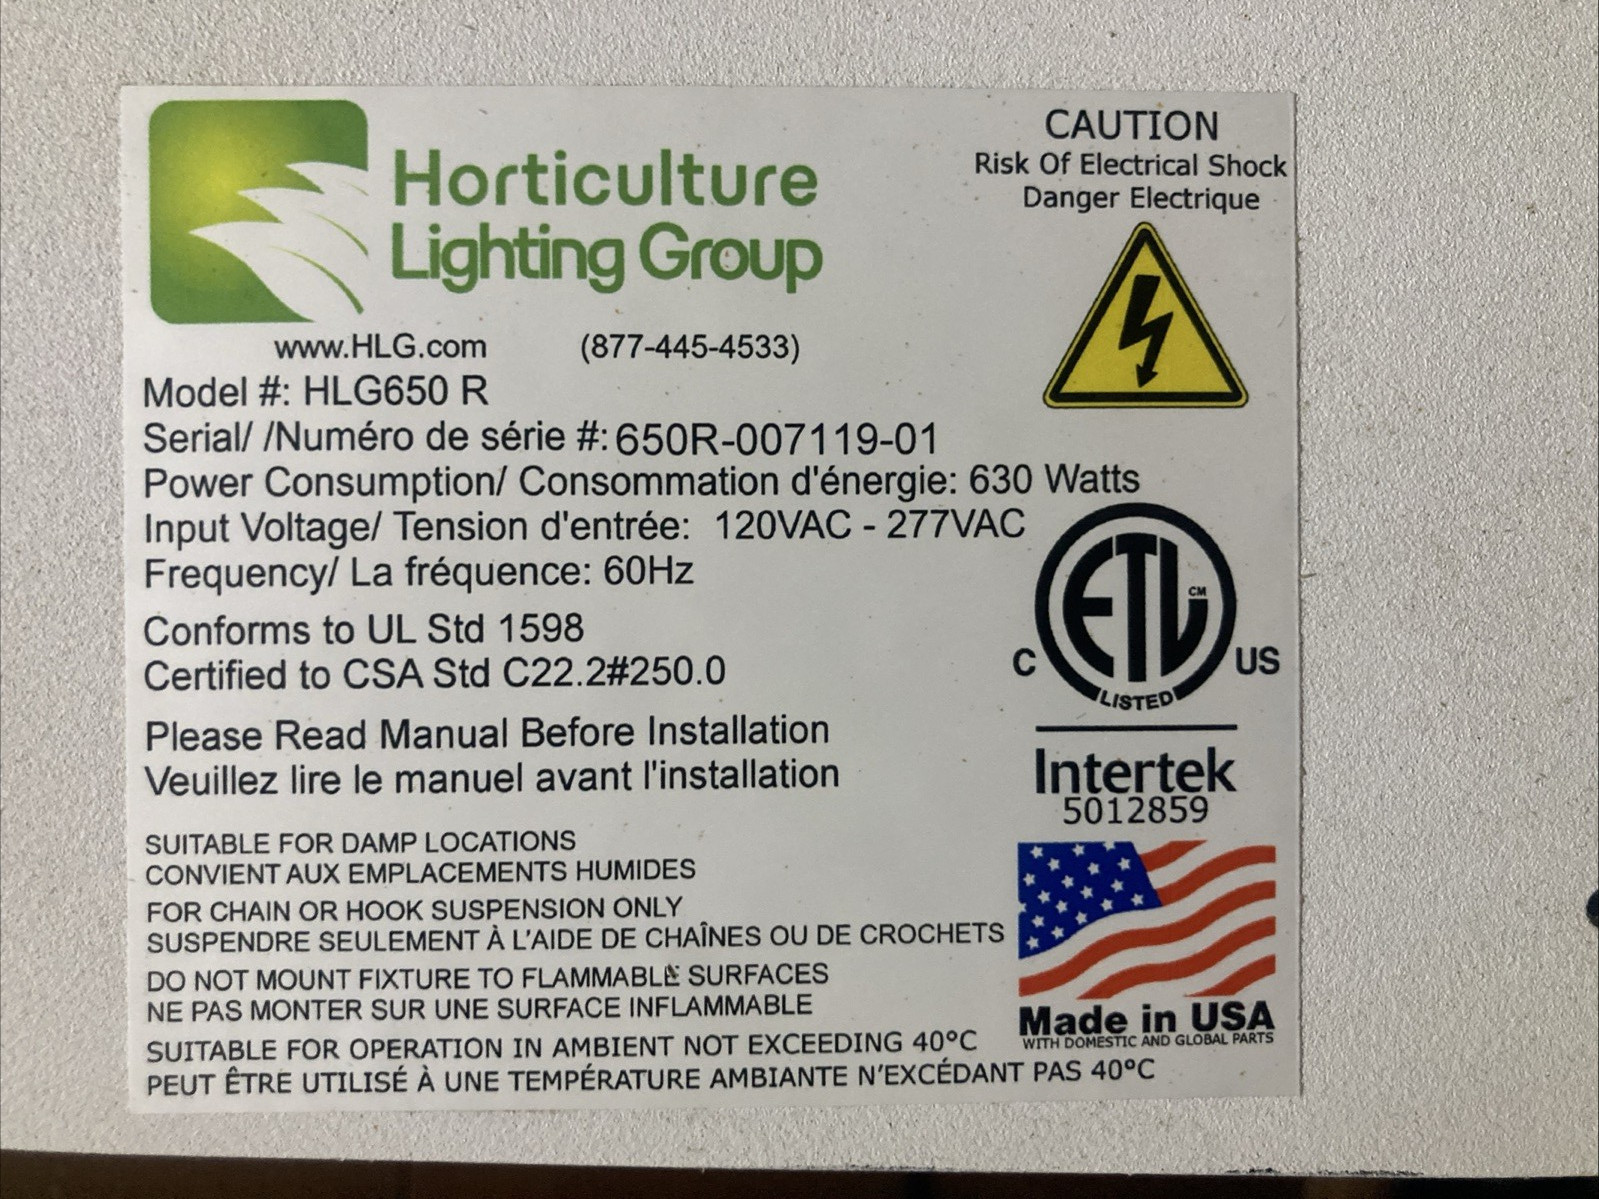 Horticulture
Lighting Group
www.HLG.com (877-445-4533)
CAUTION
Risk Of Electrical Shock
Danger Electrique
Model #: HLG650 R
Serial/ /Numéro de série #: 650R-007119-01
Power Consumption/ Consommation d'énergie: 630 Watts
Input Voltage/ Tension d'entrée: 120VAC - 277VAC
Frequency/ La fréquence: 60Hz
Conforms to UL Std 1598
Certified to CSA Std C22.2#250.0
Please Read Manual Before Installation
Veuillez lire le manuel avant l'installation
SUITABLE FOR DAMP LOCATIONS
CONVIENT AUX EMPLACEMENTS HUMIDES
FOR CHAIN OR HOOK SUSPENSION ONLY
SUSPENDRE SEULEMENT À L'AIDE DE CHAÎNES OU DE CROCHETS
DO NOT MOUNT FIXTURE TO FLAMMABLE SURFACES
NE PAS MONTER SUR UNE SURFACE INFLAMMABLE
SUITABLE FOR OPERATION IN AMBIENT NOT EXCEEDING 40°C
PEUT ÊTRE UTILISÉ À UNE TEMPÉRATURE AMBIANTE N'EXCÉDANT PAS 40°C
ETL CM
C US
LISTED
Intertek
5012859
Made in USA
WITH DOMESTIC AND GLOBAL PARTS